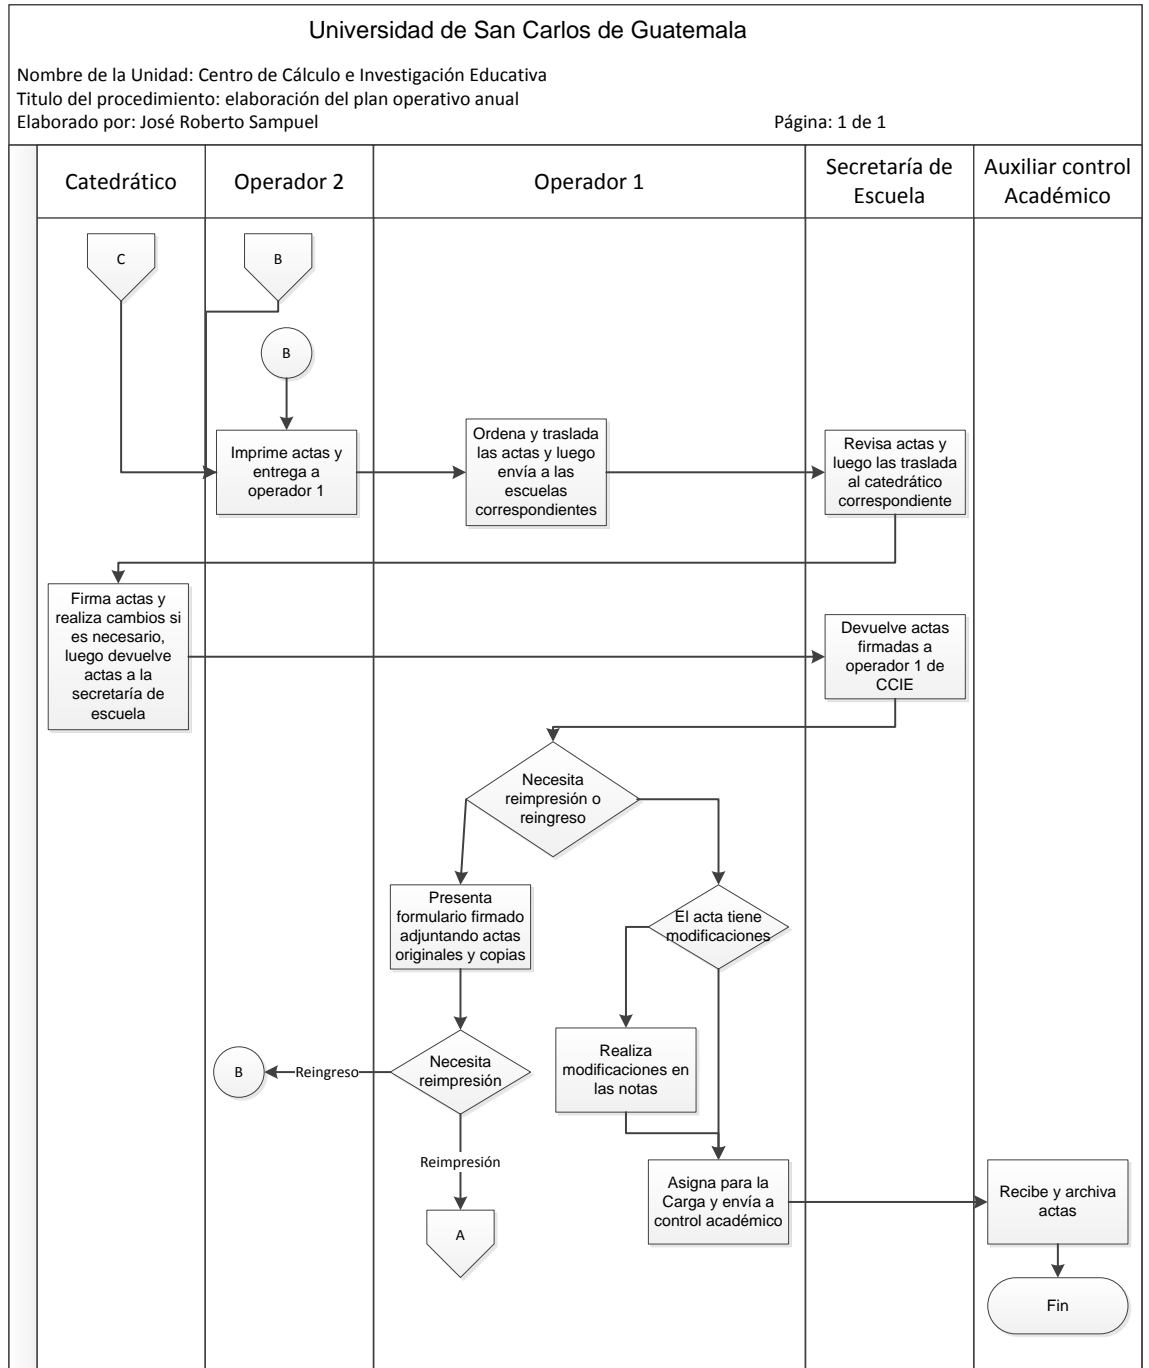 Universidad de San Carlos de Guatemala
Nombre de la Unidad: Centro de Cálculo e Investigación Educativa
Titulo del procedimiento: elaboración del plan operativo anual
Elaborado por: José Roberto Sampuel
Página: 1 de 1
Catedrático
Operador 2
Operador 1
Secretaría de
Escuela
Auxiliar control
Académico
C
B
B
Imprime actas y
entrega a
operador 1
Ordena y traslada
las actas y luego
envía a las
escuelas
correspondientes
Revisa actas y
luego las traslada
al catedrático
correspondiente
Firma actas y
realiza cambios si
es necesario,
luego devuelve
actas a la
secretaría de
escuela
Devuelve actas
firmadas a
operador 1 de
CCIE
Necesita
reimpresión o
reingreso
Presenta
formulario firmado
adjuntando actas
originales y copias
El acta tiene
modificaciones
Realiza
modificaciones en
las notas
Necesita
reimpresión
Reingreso
B
Reimpresión
A
Asigna para la
Carga y envía a
control académico
Recibe y archiva
actas
Fin